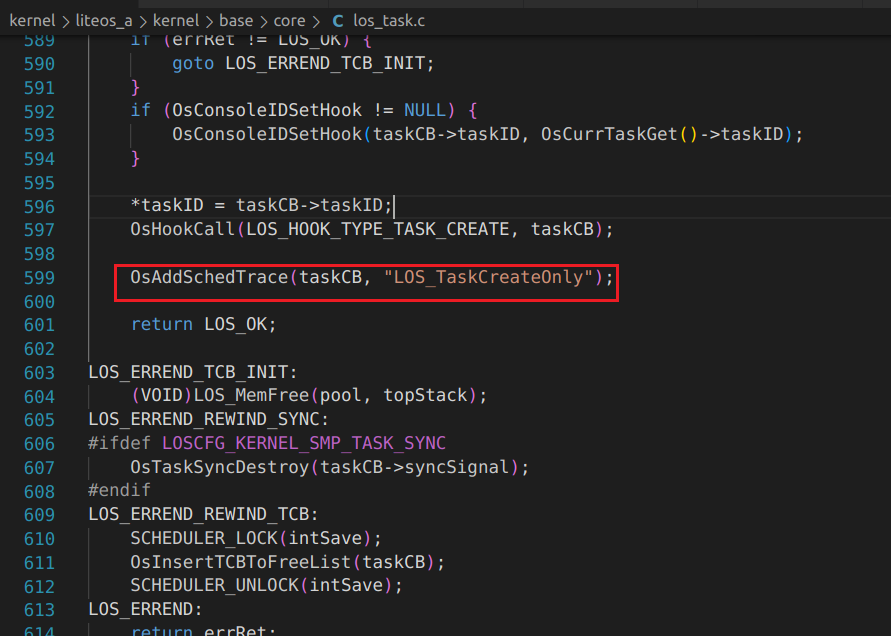 kernel > liteos_a > kernel > base > core > C los_task.c
589 if (errRet != LOS_OK) {
590 goto LOS_ERREND_TCB_INIT;
591 }
592 if (OsConsoleIDSetHook != NULL) {
593 OsConsoleIDSetHook(taskCB->taskID, OsCurrTaskGet()->taskID);
594 }
595
596 *taskID = taskCB->taskID;
597 OsHookCall(LOS_HOOK_TYPE_TASK_CREATE, taskCB);
598
599 OsAddSchedTrace(taskCB, "LOS_TaskCreateOnly");
600
601 return LOS_OK;
602
603 LOS_ERREND_TCB_INIT:
604 (VOID)LOS_MemFree(pool, topStack);
605 LOS_ERREND_REWIND_SYNC:
606 #ifdef LOSCFG_KERNEL_SMP_TASK_SYNC
607 OsTaskSyncDestroy(taskCB->syncSignal);
608 #endif
609 LOS_ERREND_REWIND_TCB:
610 SCHEDULER_LOCK(intSave);
611 OsInsertTCBToFreeList(taskCB);
612 SCHEDULER_UNLOCK(intSave);
613 LOS_ERREND:
614 return errRet;